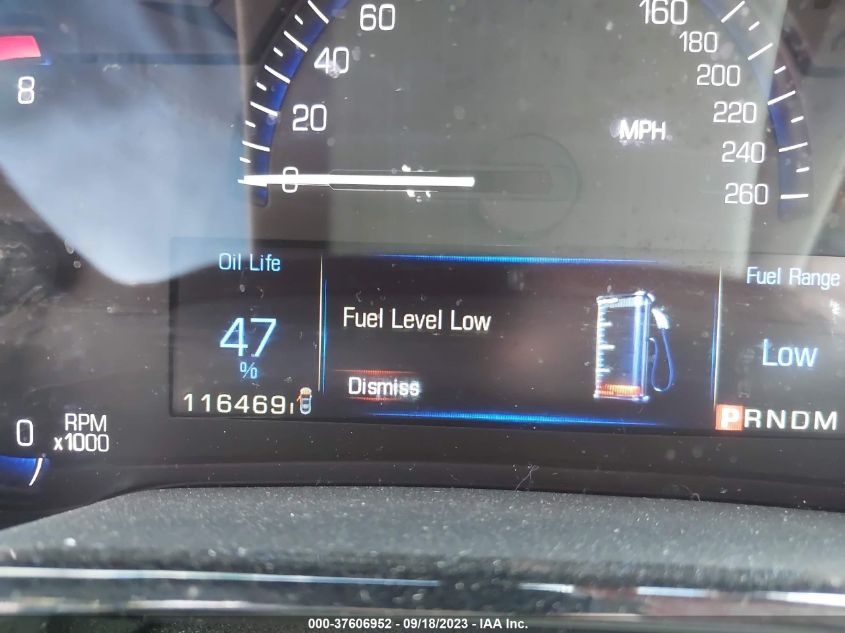 60
160
40
180
200
8
20
220
MPH
240
0
260
Oil Life
Fuel Range
Fuel Level Low
47
%
Low
Dismiss
116469
PRNDM
0
RPM
x1000
000-37606952 - 09/18/2023 - IAA Inc.